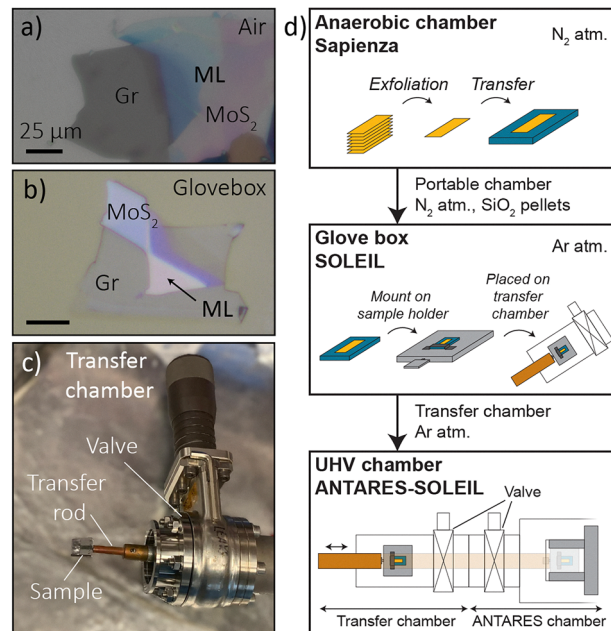 a)
Air
Gr
ML
MoS2
25 μm
b)
Glovebox
MoS2
Gr
ML
c)
Transfer
chamber
Valve
Transfer
rod
Sample
d)
Anaerobic chamber
Sapienza
N2 atm.
Exfoliation
Transfer
Portable chamber
N2 atm., SiO2 pellets
Glove box
SOLEIL
Ar atm.
Mount on
sample holder
Placed on
transfer
chamber
Transfer chamber
Ar atm.
UHV chamber
ANTARES-SOLEIL
Valve
Transfer chamber
ANTARES chamber